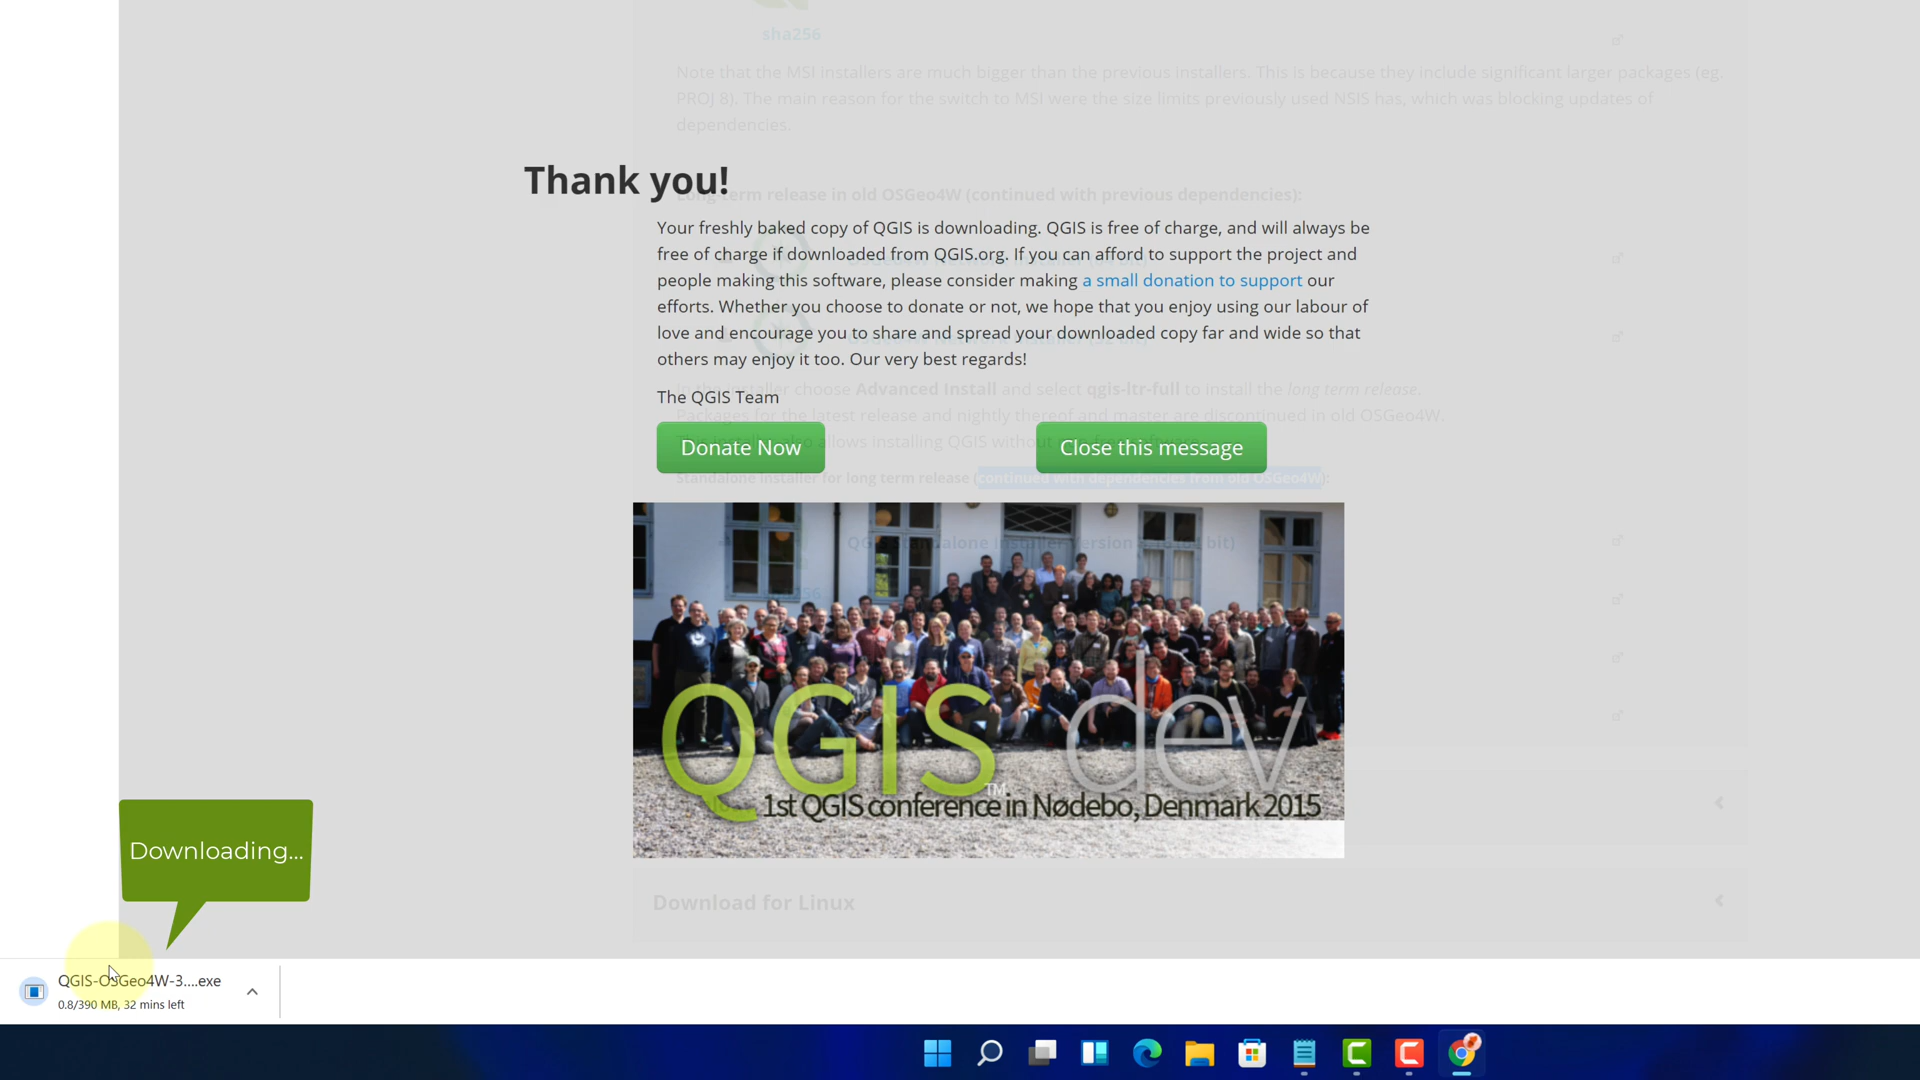 sha256
Note that the MSI installers are much bigger than the previous installers. This is because they include significant larger packages (eg.
PROJ 8). The main reason for the switch to MSI were the size limits previously used NSIS has, which was blocking updates of
dependencies.
Thank you!
term release in old OSGeo4W (continued with previous dependencies):
Your freshly baked copy of QGIS is downloading. QGIS is free of charge, and will always be
free of charge if downloaded from QGIS.org. If you can afford to support the project and
people making this software, please consider making a small donation to support our
efforts. Whether you choose to donate or not, we hope that you enjoy using our labour of
love and encourage you to share and spread your downloaded copy far and wide so that
others may enjoy it too. Our very best regards!
In the installer choose Advanced Install and select qgis-ltr-full to install the long term release.
The QGIS Team
Packages for the latest release and nightly thereof and master are discontinued in old OSGeo4W.
allows installing QGIS without
Donate Now
Close this message
Standalone installer for long term release (continued with dependencies from old OSGeo4W):
QGIS Standalone Installer Version
bit)
QGIS dev
TM
1st QGIS conference in Nødebo, Denmark 2015
Downloading...
Download for Linux
QGIS-OSGeo4W-3....exe
0.8/390 MB, 32 mins left